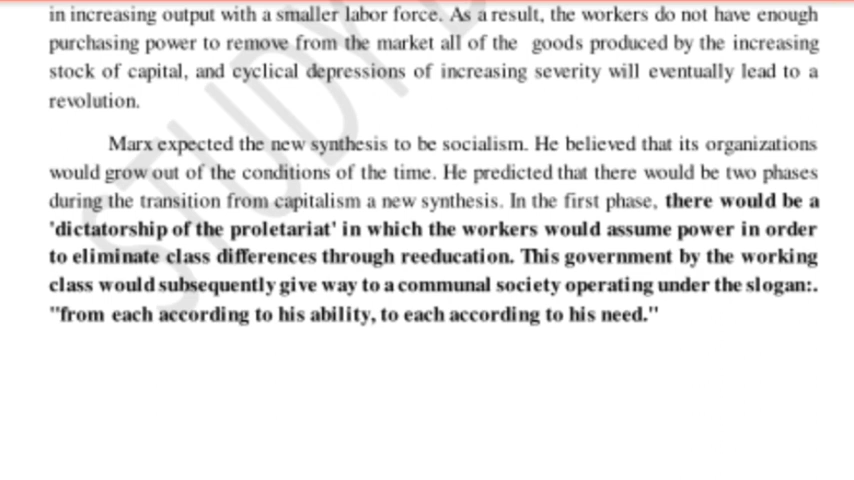 in increasing output with a smaller labor force. As a result, the workers do not have enough
purchasing power to remove from the market all of the goods produced by the increasing
stock of capital, and cyclical depressions of increasing severity will eventually lead to a
revolution.
Marx expected the new synthesis to be socialism. He believed that its organizations
would grow out of the conditions of the time. He predicted that there would be two phases
during the transition from capitalism a new synthesis. In the first phase, there would be a
'dictatorship of the proletariat' in which the workers would assume power in order
to eliminate class differences through reeducation. This government by the working
class would subsequently give way to a communal society operating under the slogan:.
"from each according to his ability, to each according to his need."
STUDY